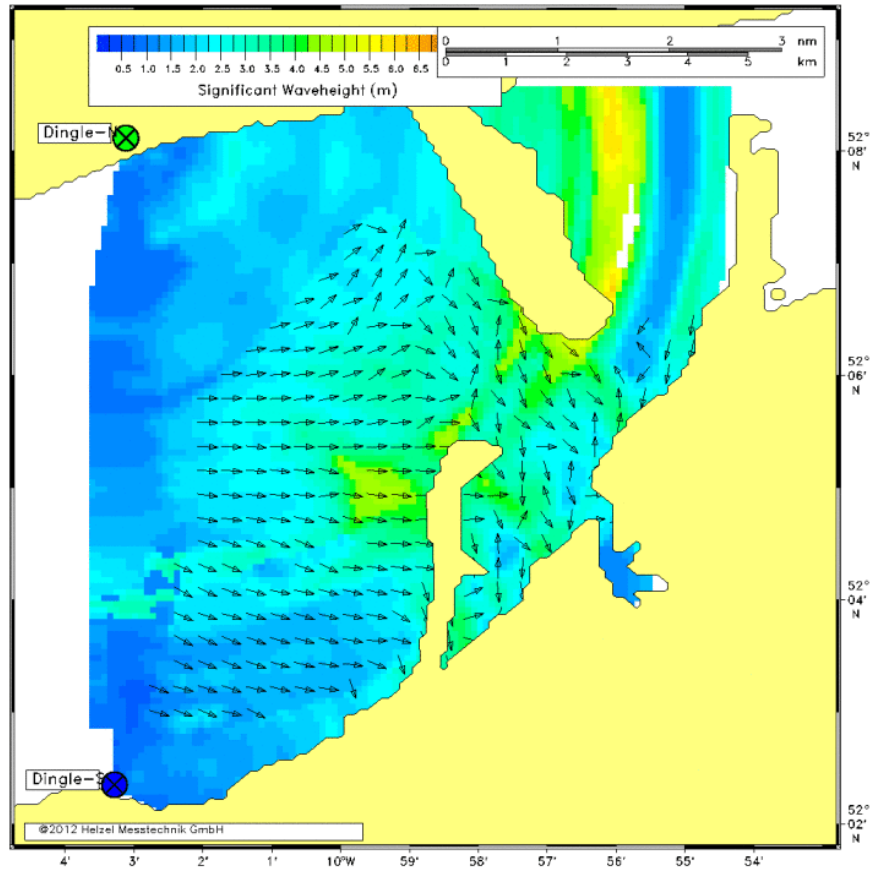 0.5 1.0 1.5 2.0 2.5 3.0 3.5 4.0 4.5 5.0 5.5 6.0 6.5
Significant Waveheight (m)
0 1 2 3 nm
0 1 2 3 4 5 km
Dingle-
52°
08'
N
52°
06'
N
52°
04'
N
Dingle-S
52°
02'
N
©2012 Helzel Messtechnik GmbH
4' 3' 2' 1' 10°W 59' 58' 57' 56' 55' 54'